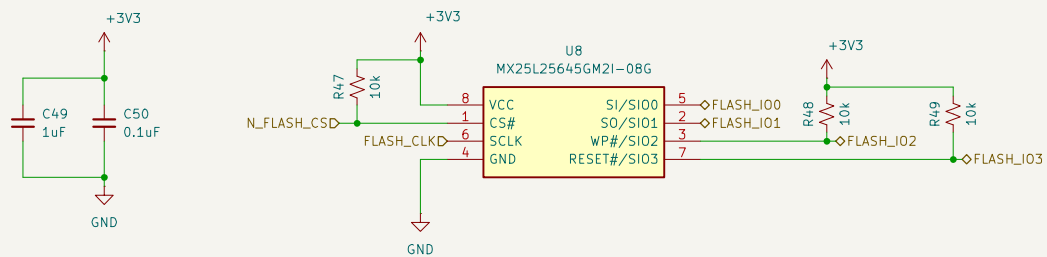 +3V3
C49
1uF
C50
0.1uF
GND
+3V3
R47
10k
N_FLASH_CS
FLASH_CLK
GND
U8
MX25L25645GM2I-08G
8 VCC
1 CS#
6 SCLK
4 GND
SI/SIO0 5 FLASH_IO0
SO/SIO1 2 FLASH_IO1
WP#/SIO2 3
RESET#/SIO3 7
+3V3
R48
10k
R49
10k
FLASH_IO2
FLASH_IO3